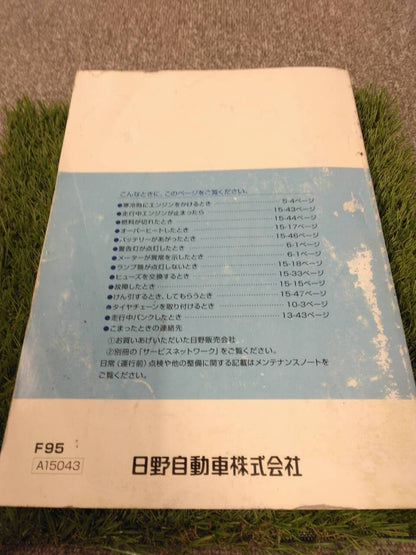 こんなときに、このページをご覧ください。
●寒冷時にエンジンをかけるとき 5-4ページ
●走行中エンジンが止まったら 15-43ページ
●燃料が切れたとき 15-44ページ
●オーバーヒートしたとき 15-17ページ
●バッテリーがあがったとき 15-46ページ
●警告灯が点灯したとき 6-1ページ
●メーターが異常を示したとき 6-1ページ
●ランプ類が点灯しないとき 15-18ページ
●ヒューズを交換するとき 15-33ページ
●故障したとき 15-15ページ
●けん引するとき、してもらうとき 15-47ページ
●タイヤチェーンを取り付けるとき 10-3ページ
●走行中パンクしたとき 13-43ページ
●こまったときの連絡先
①お買いあげいただいた日野販売会社
②別冊の「サービスネットワーク」をご覧ください。
日常(運行前)点検や他の整備に関する記載はメンテナンスノートを
ご覧ください。
F95
A15043
日野自動車株式会社